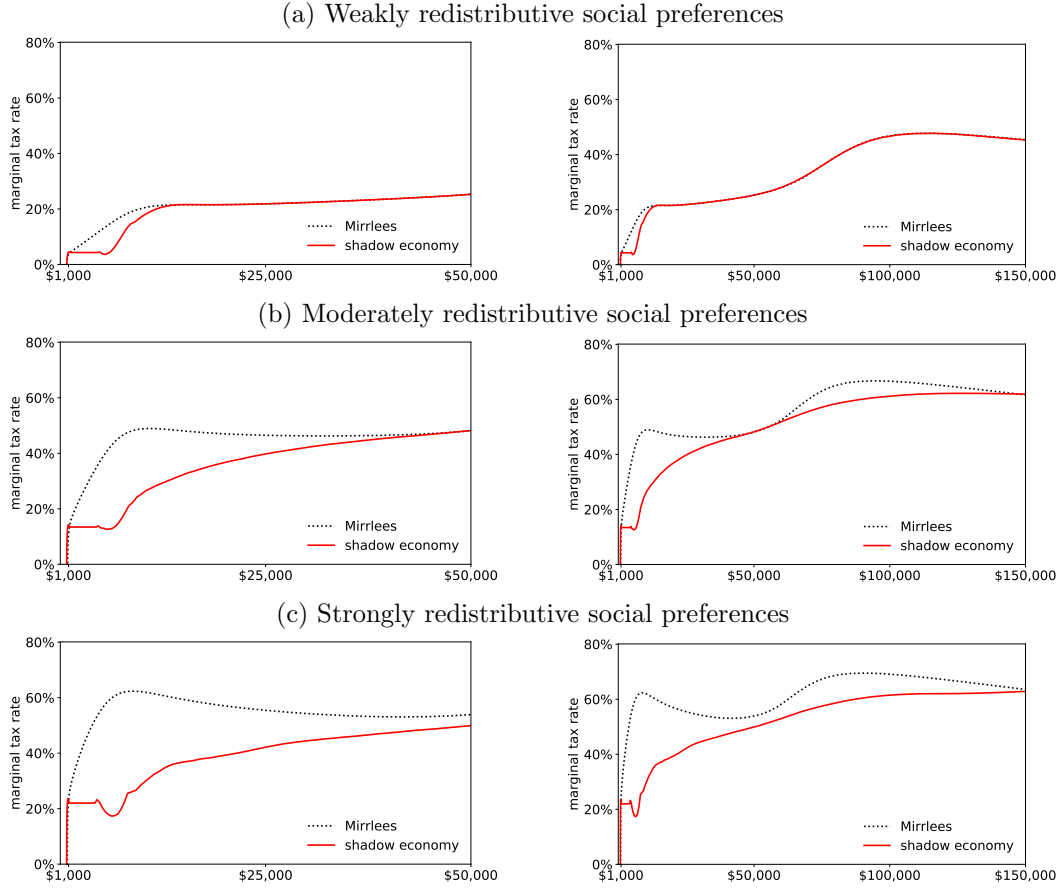 (a) Weakly redistributive social preferences
80%
60%
40%
20%
0%
marginal tax rate
Mirrlees
shadow economy
$1,000
$25,000
$50,000
80%
60%
40%
20%
0%
marginal tax rate
Mirrlees
shadow economy
$1,000
$50,000
$100,000
$150,000
(b) Moderately redistributive social preferences
80%
60%
40%
20%
0%
marginal tax rate
Mirrlees
shadow economy
$1,000
$25,000
$50,000
80%
60%
40%
20%
0%
marginal tax rate
Mirrlees
shadow economy
$1,000
$50,000
$100,000
$150,000
(c) Strongly redistributive social preferences
80%
60%
40%
20%
0%
marginal tax rate
Mirrlees
shadow economy
$1,000
$25,000
$50,000
80%
60%
40%
20%
0%
marginal tax rate
Mirrlees
shadow economy
$1,000
$50,000
$100,000
$150,000